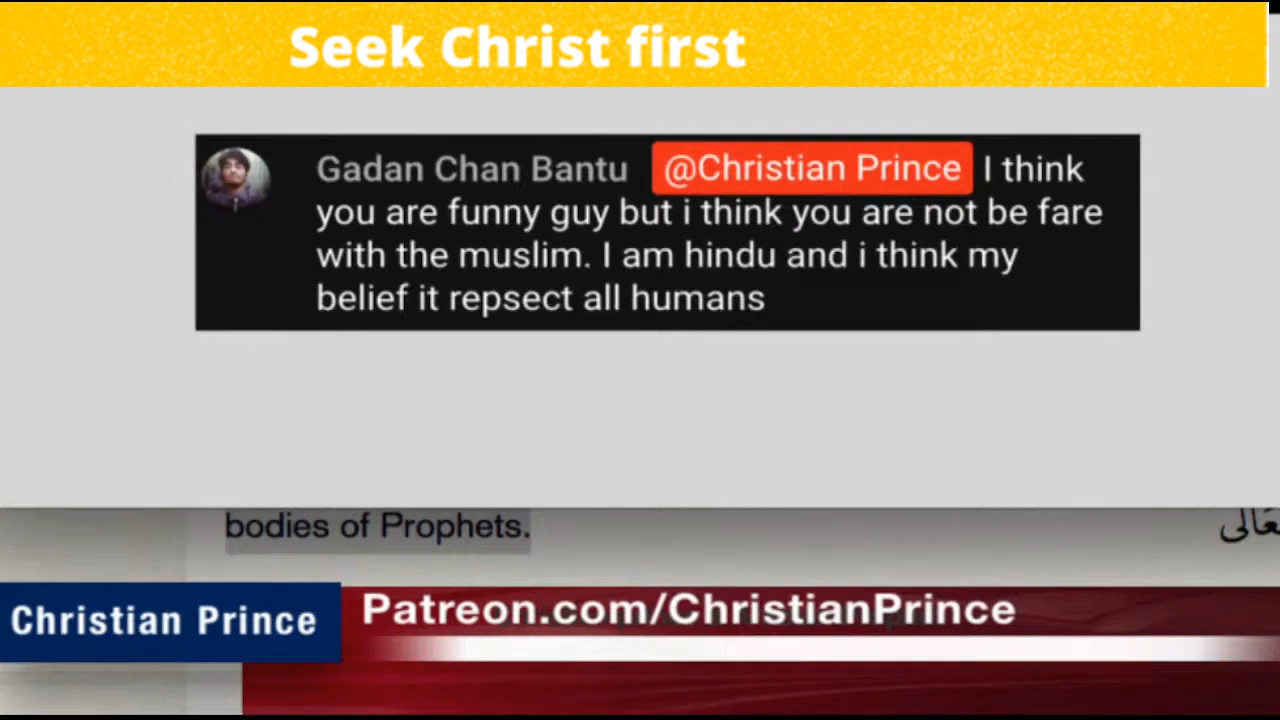 Seek Christ first
Gadan Chan Bantu @Christian Prince I think
you are funny guy but i think you are not be fare
with the muslim. I am hindu and i think my
belief it repsect all humans
bodies of Prophets.
Christian Prince
Patreon.com/ChristianPrince